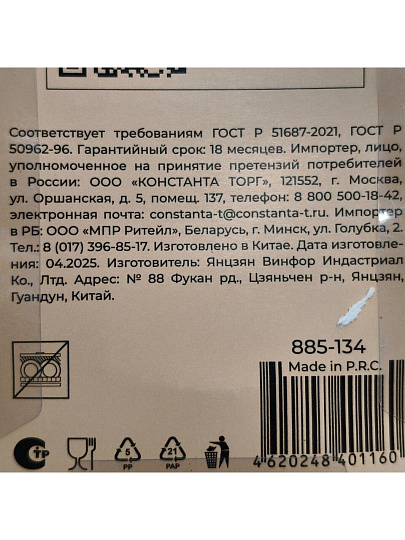 Соответствует требованиям ГОСТ Р 51687-2021, ГОСТ Р
50962-96. Гарантийный срок: 18 месяцев. Импортер, лицо,
уполномоченное на принятие претензий потребителей
в России: ООО «КОНСТАНТА ТОРГ», 121552, г. Москва,
ул. Оршанская, д. 5, помещ. 137, телефон: 8 800 500-18-42,
электронная почта: constanta-t@constanta-t.ru. Импортер
в РБ: ООО «МПР Ритейл», Беларусь, г. Минск, ул. Голубка, 2.
Тел.: 8 (017) 396-85-17. Изготовлено в Китае. Дата изготовле-
ния: 04.2025. Изготовитель: Янцзян Винфор Индастриал
Ко., Лтд. Адрес: № 88 Фукан рд., Цзяньчен р-н, Янцзян,
Гуандун, Китай.
885-134
Made in P.R.C.
СТР
5
PP
21
PAP
4 620248 401160